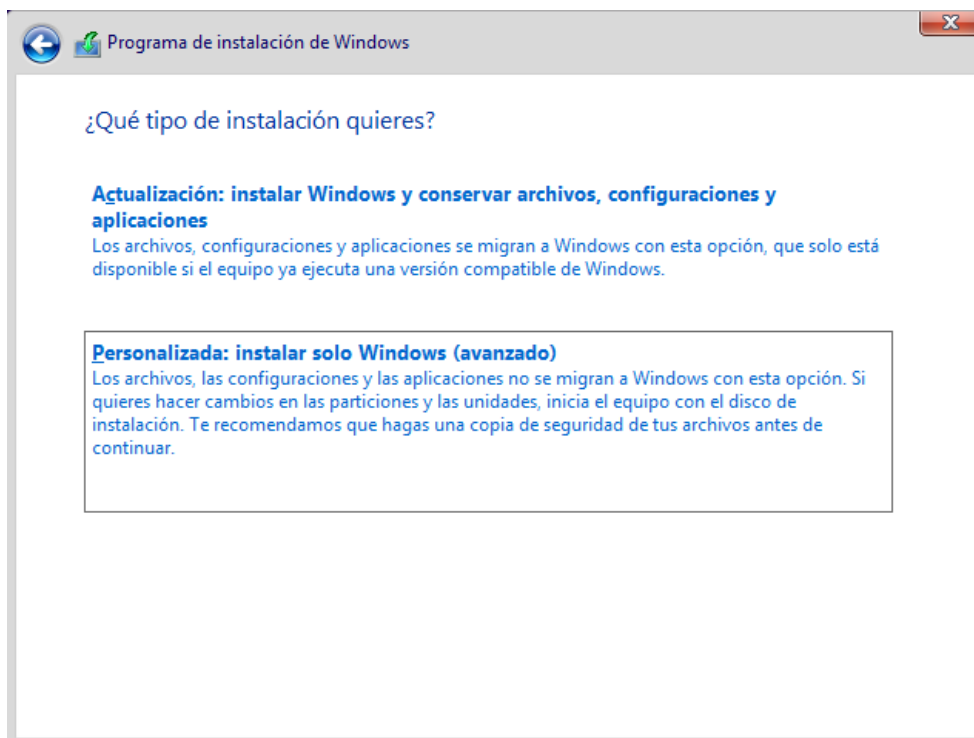 Programa de instalación de Windows
¿Qué tipo de instalación quieres?
Actualización: instalar Windows y conservar archivos, configuraciones y
aplicaciones
Los archivos, configuraciones y aplicaciones se migran a Windows con esta opción, que solo está
disponible si el equipo ya ejecuta una versión compatible de Windows.
Personalizada: instalar solo Windows (avanzado)
Los archivos, las configuraciones y las aplicaciones no se migran a Windows con esta opción. Si
quieres hacer cambios en las particiones y las unidades, inicia el equipo con el disco de
instalación. Te recomendamos que hagas una copia de seguridad de tus archivos antes de
continuar.